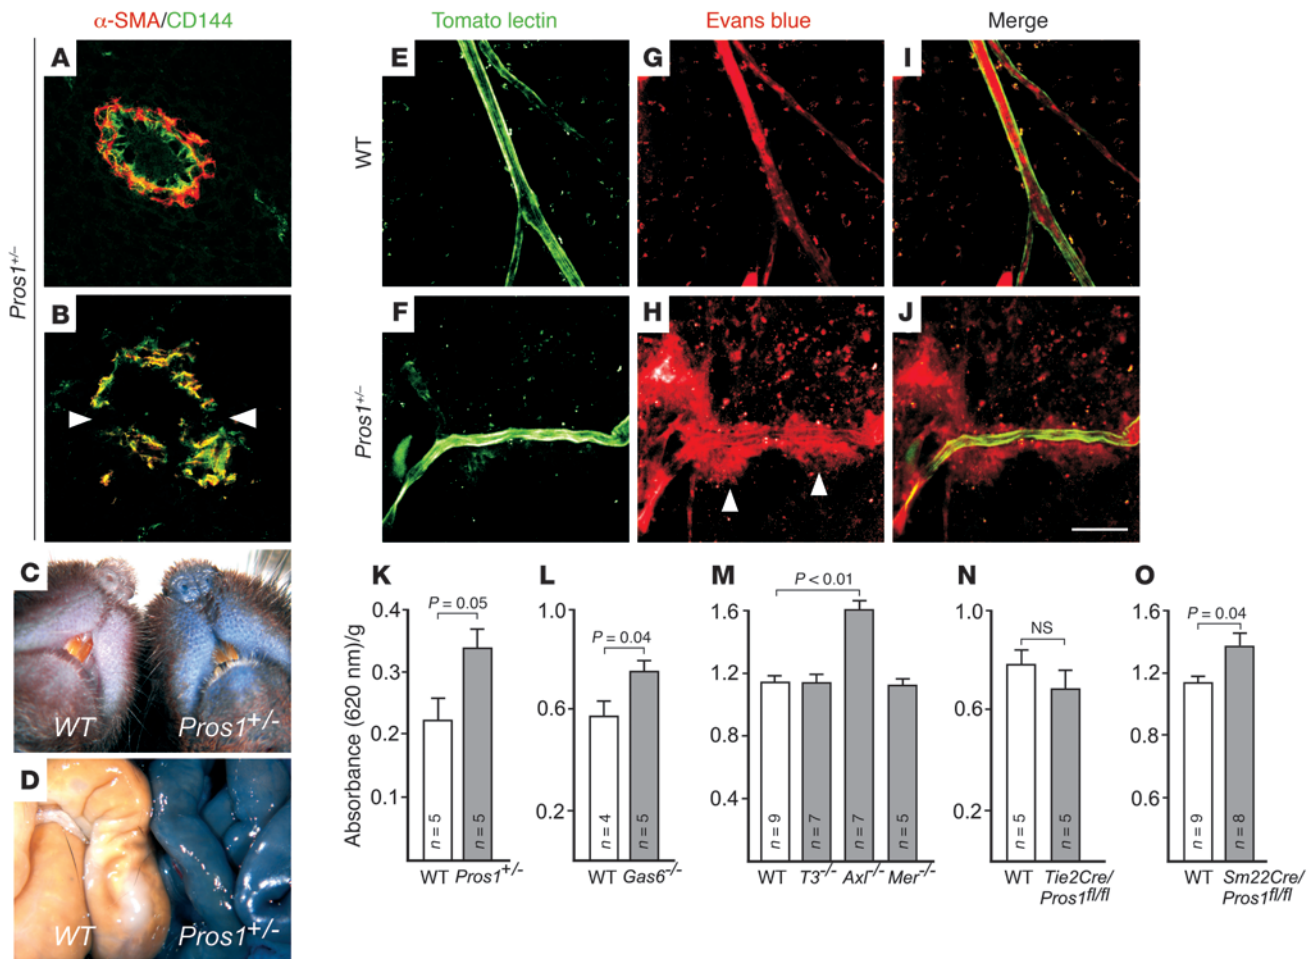 α-SMA/CD144
Tomato lectin
Evans blue
Merge
A
E
G
I
WT
Pros1+/–
B
F
H
J
Pros1+/–
C
WT
Pros1+/-
D
WT
Pros1+/-
K
L
M
N
O
Absorbance (620 nm)/g
0.4
0.3
0.2
0.1
P = 0.05
n = 5
n = 5
WT Pros1+/-
1.0
0.6
0.2
P = 0.04
n = 4
n = 5
WT Gas6-/-
1.6
1.2
0.8
0.4
P < 0.01
n = 9
n = 7
n = 7
n = 5
WT T3-/- Axl-/- Mer-/-
1.0
0.6
0.2
NS
n = 5
n = 5
WT Tie2Cre/
Pros1fl/fl
1.6
1.2
0.6
P = 0.04
n = 9
n = 8
WT Sm22Cre/
Pros1fl/fl